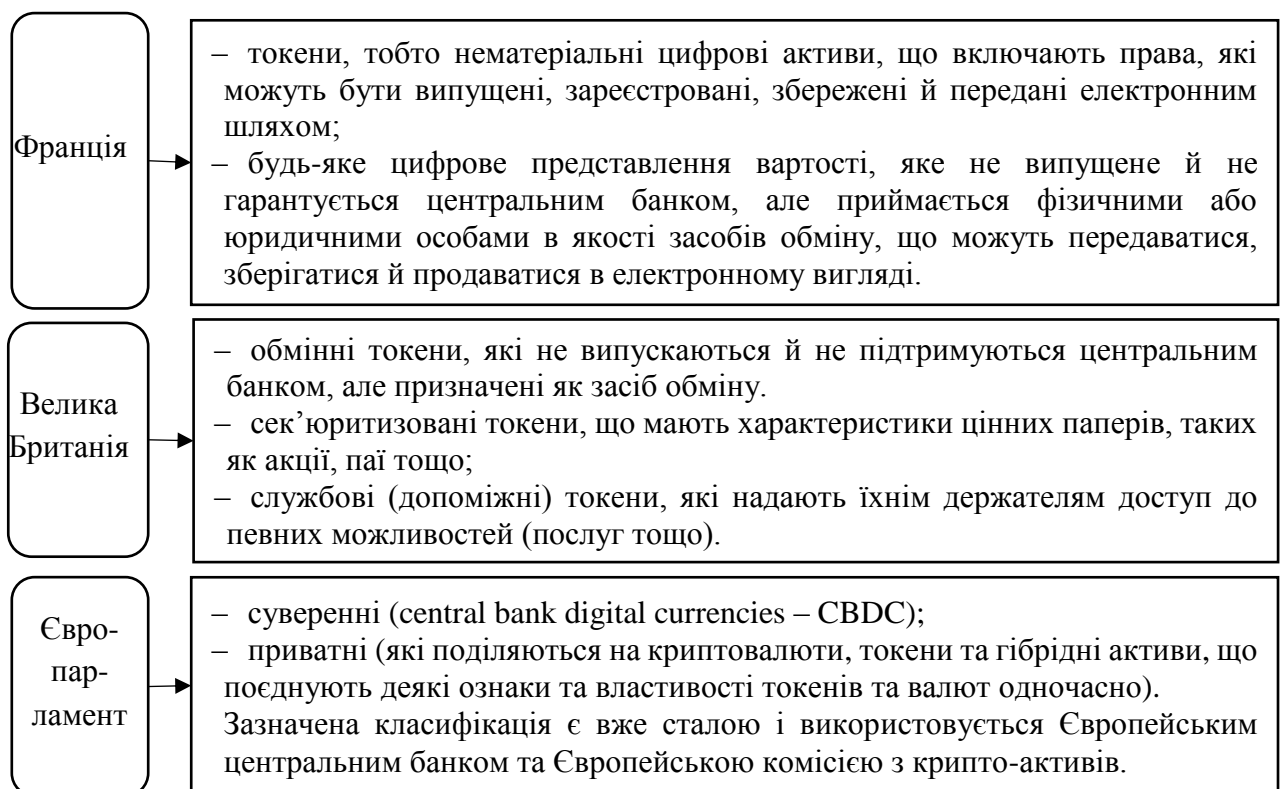 Франція
– токени, тобто нематеріальні цифрові активи, що включають права, які
можуть бути випущені, зареєстровані, збережені й передані електронним
шляхом;
– будь-яке цифрове представлення вартості, яке не випущене й не
гарантується центральним банком, але приймається фізичними або
юридичними особами в якості засобів обміну, що можуть передаватися,
зберігатися й продаватися в електронному вигляді.
Велика
Британія
– обмінні токени, які не випускаються й не підтримуються центральним
банком, але призначені як засіб обміну.
– сек’юритизовані токени, що мають характеристики цінних паперів, таких
як акції, паї тощо;
– службові (допоміжні) токени, які надають їхнім держателям доступ до
певних можливостей (послуг тощо).
Євро-
пар-
ламент
– суверенні (central bank digital currencies – CBDC);
– приватні (які поділяються на криптовалюти, токени та гібрідні активи, що
поєднують деякі ознаки та властивості токенів та валют одночасно).
Зазначена класифікація є вже сталою і використовується Європейським
центральним банком та Європейською комісією з крипто-активів.